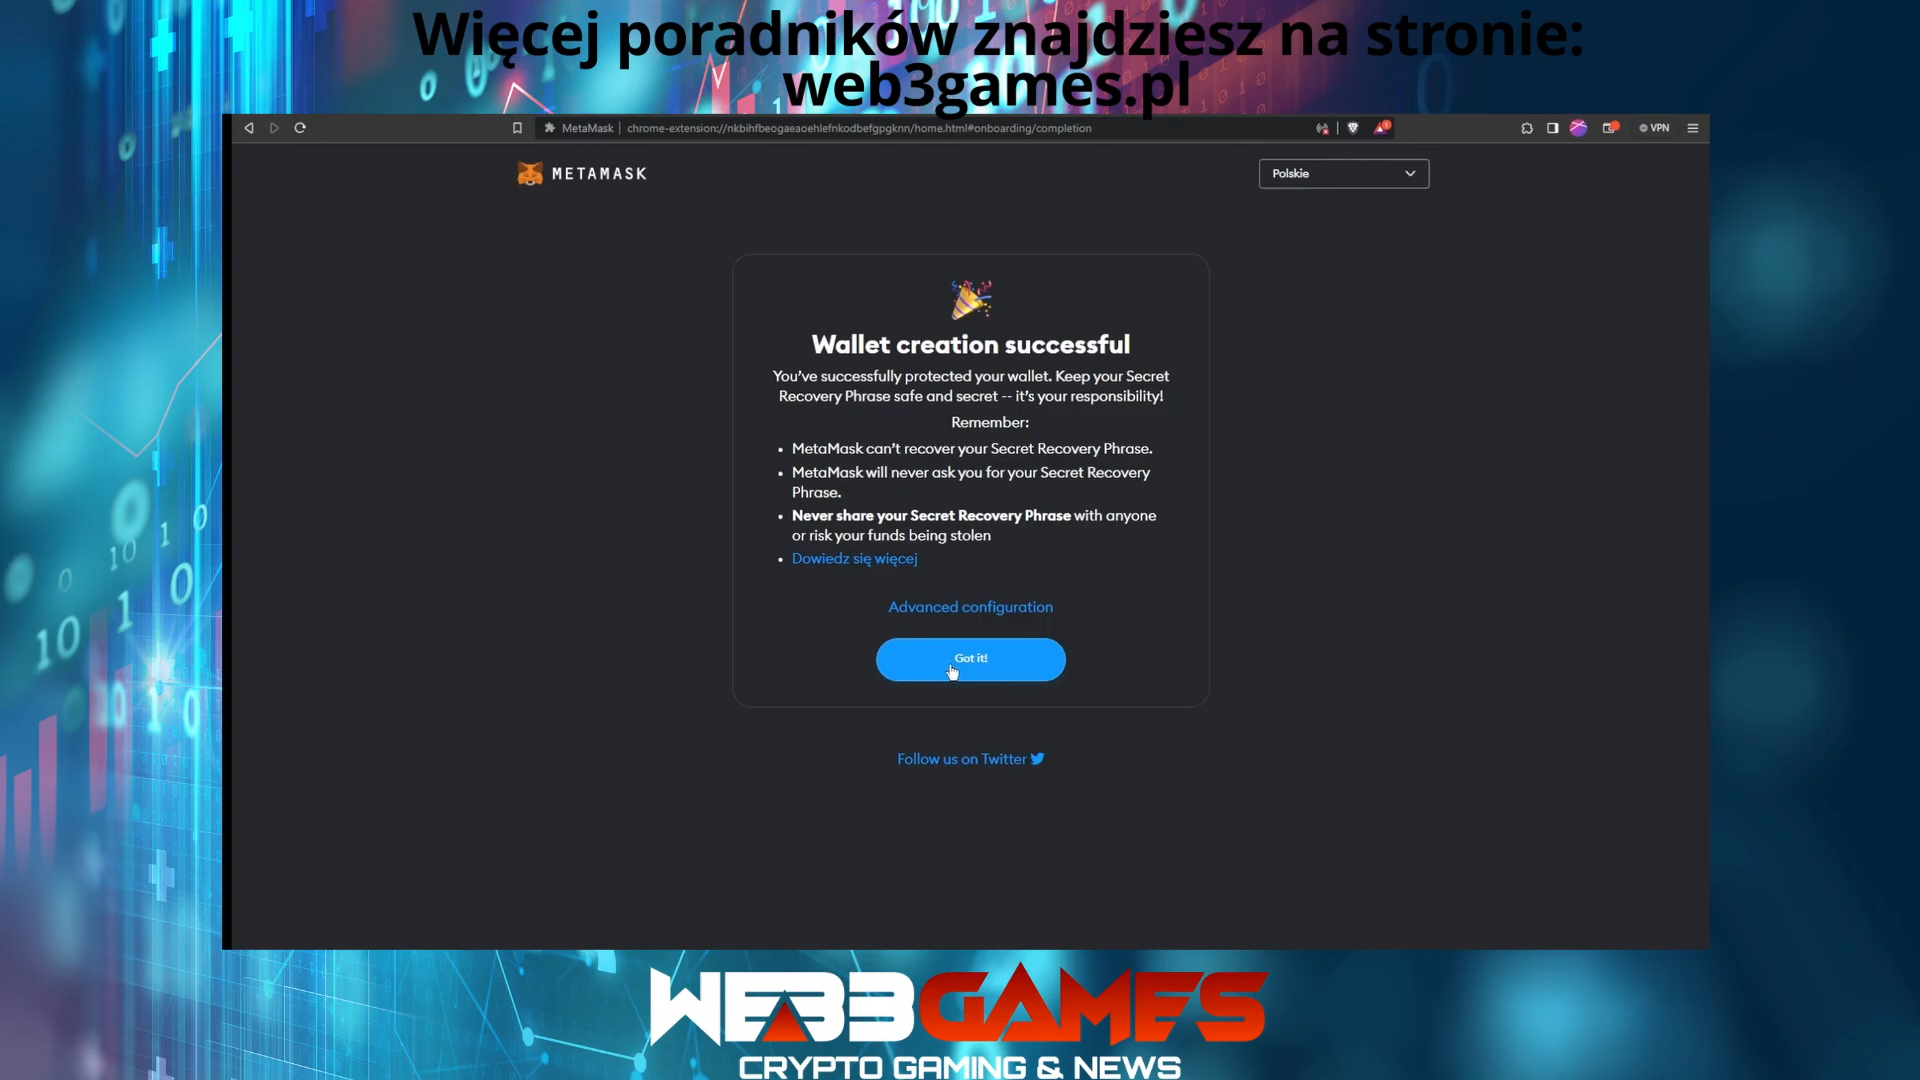 Więcej poradników znajdziesz na stronie:
web3games.pl
MetaMask
chrome-extension://nkbihfbeogaeaoehlefnkodbefgpgknn/home.html#onboarding/completion
VPN
METAMASK
Polskie
Wallet creation successful
You've successfully protected your wallet. Keep your Secret
Recovery Phrase safe and secret -- it's your responsibility!
Remember:
• MetaMask can't recover your Secret Recovery Phrase.
• MetaMask will never ask you for your Secret Recovery
Phrase.
• Never share your Secret Recovery Phrase with anyone
or risk your funds being stolen
• Dowiedz się więcej
Advanced configuration
Got it!
Follow us on Twitter
WEB3GAMES
CRYPTO GAMING & NEWS